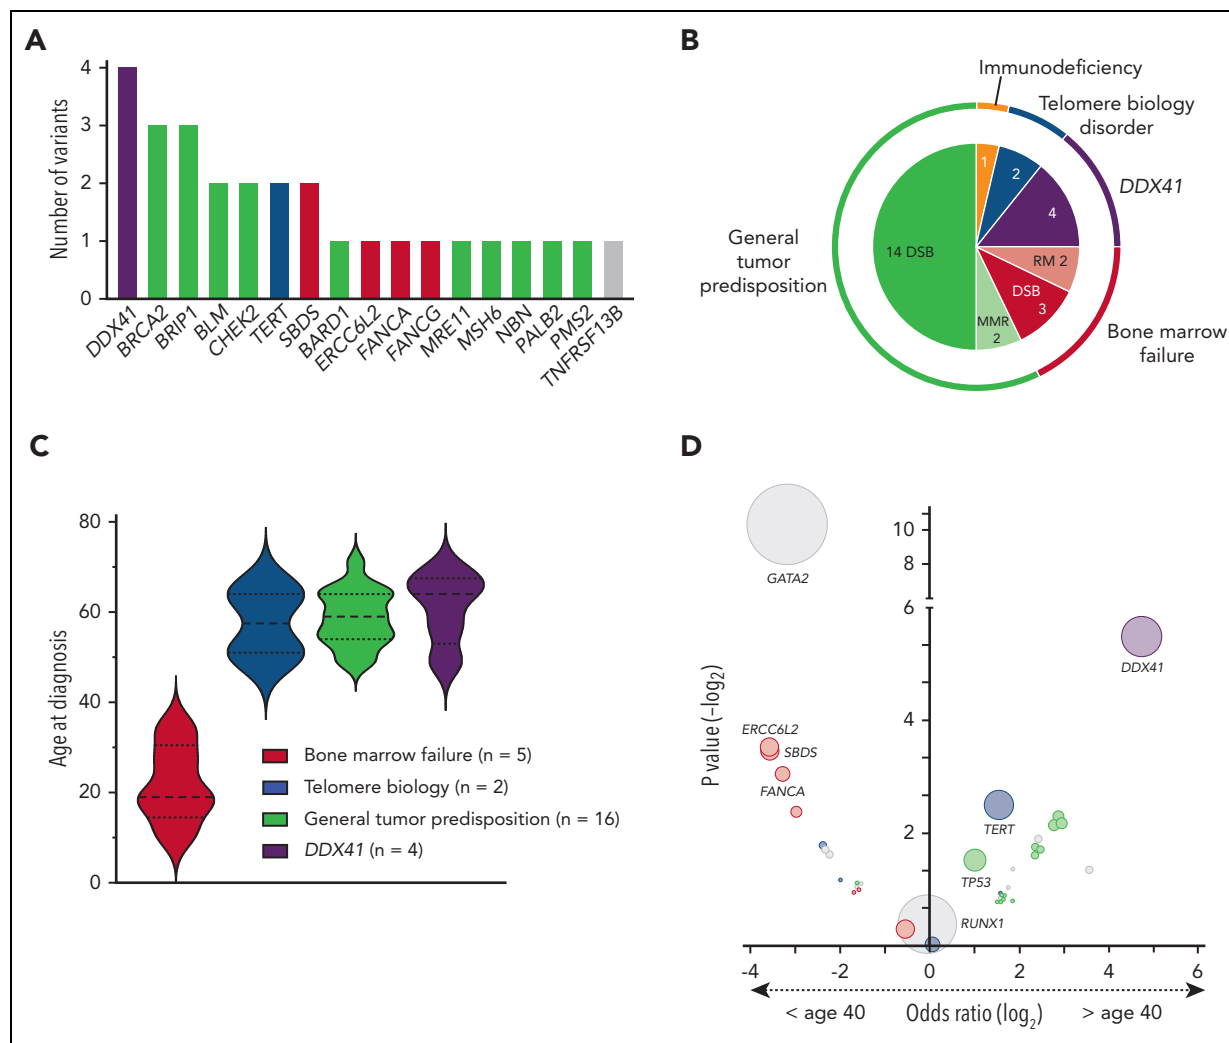 A
Number of variants
4
3
2
1
0
DDX41
BRCA2
BRIP1
BLM
CHEK2
TERT
SBDS
BARD1
ERCC6L2
FANCA
FANCG
MRE11
MSH6
NBN
PALB2
PMS2
TNFRSF13B
B
Immunodeficiency
Telomere biology
disorder
DDX41
General
tumor
predisposition
Bone marrow
failure
1
2
4
14 DSB
RM 2
DSB
3
MMR
2
C
Age at diagnosis
80
60
40
20
0
Bone marrow failure (n = 5)
Telomere biology (n = 2)
General tumor predisposition (n = 16)
DDX41 (n = 4)
D
P value (–log2)
10
8
6
4
2
GATA2
DDX41
ERCC6L2
SBDS
FANCA
TERT
TP53
RUNX1
-4
-2
0
2
4
6
< age 40
Odds ratio (log2)
> age 40